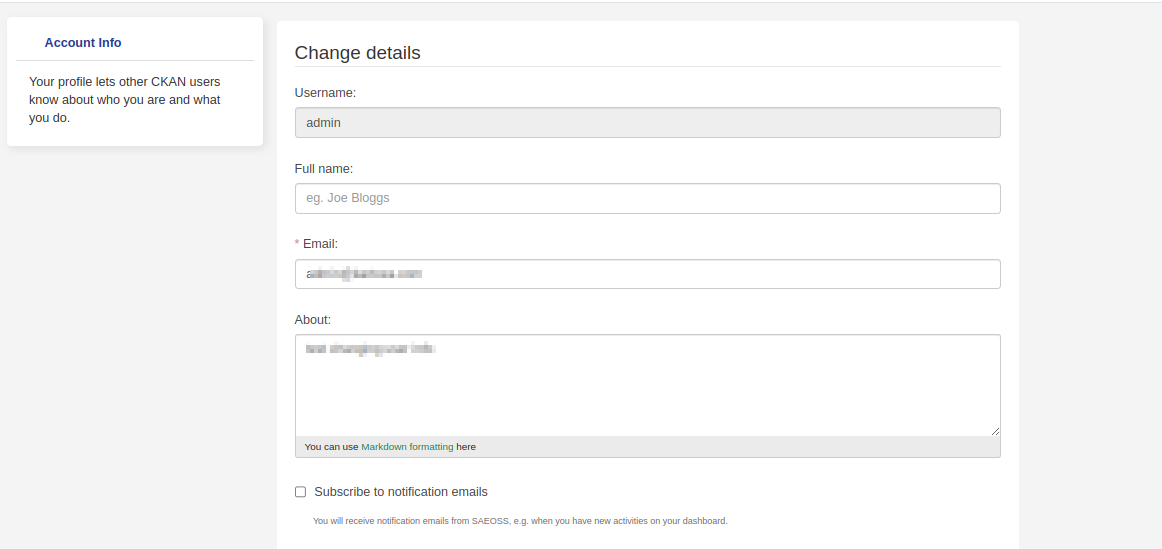 Account Info
Your profile lets other CKAN users
know about who you are and what
you do.
Change details
Username:
admin
Full name:
eg. Joe Bloggs
* Email:
About:
You can use Markdown formatting here
Subscribe to notification emails
You will receive notification emails from SAEOSS, e.g. when you have new activities on your dashboard.